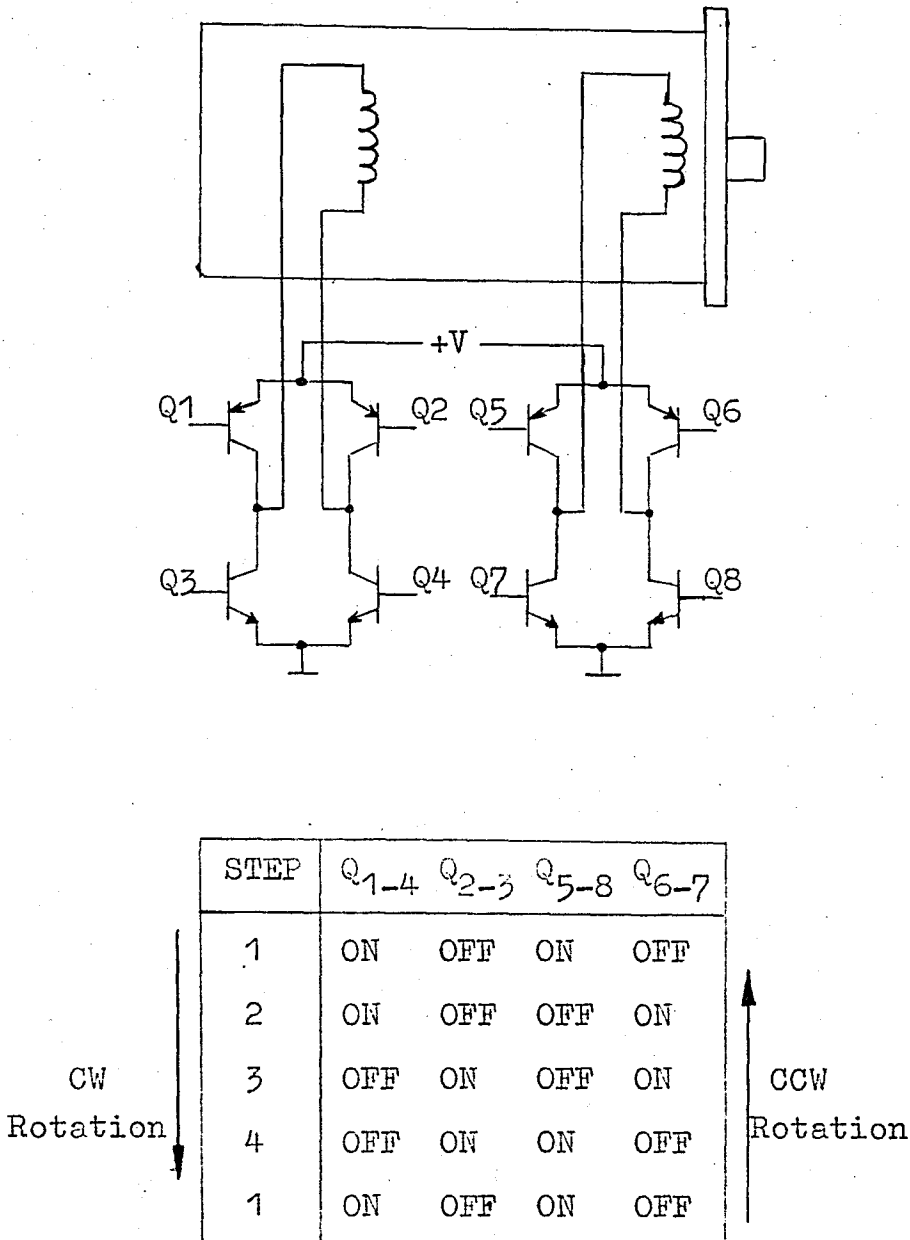 +V
Q1 Q2 Q5 Q6
Q3 Q4 Q7 Q8
STEP Q1-4 Q2-3 Q5-8 Q6-7
1 ON OFF ON OFF
2 ON OFF OFF ON
3 OFF ON OFF ON
4 OFF ON ON OFF
1 ON OFF ON OFF
CW
Rotation
CCW
Rotation